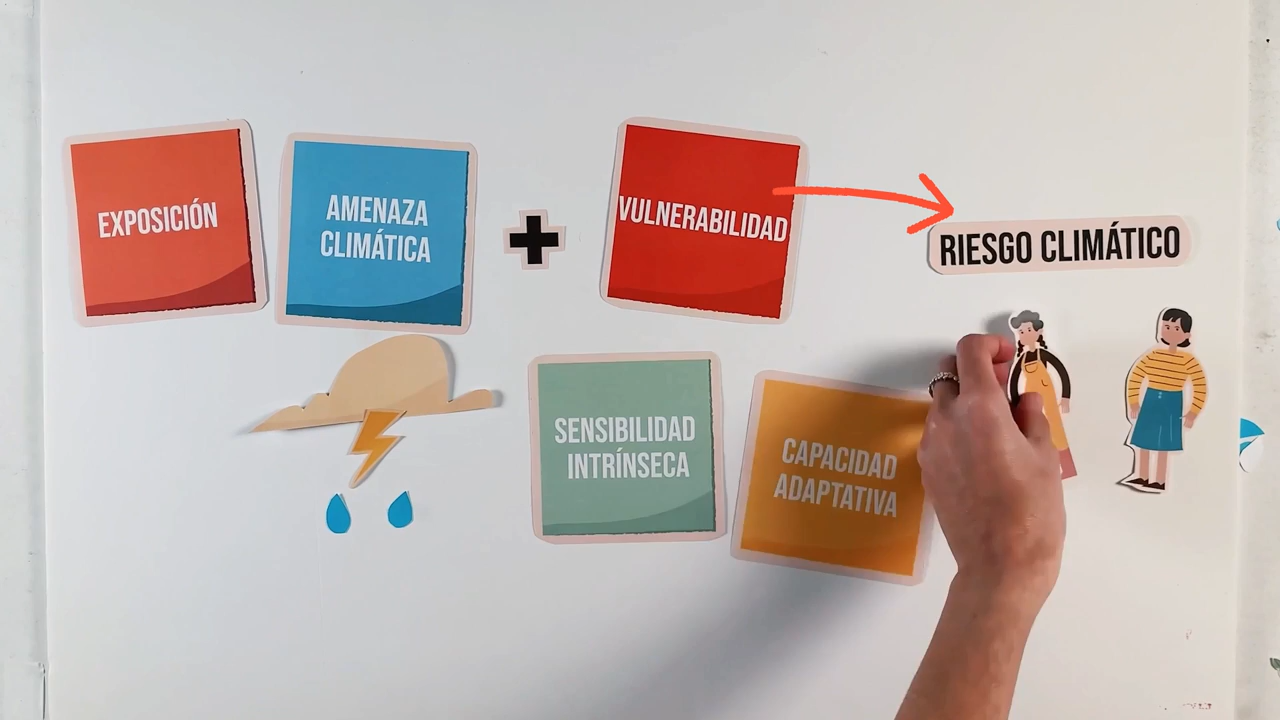 EXPOSICIÓN
AMENAZA
CLIMÁTICA
VULNERABILIDAD
RIESGO CLIMÁTICO
SENSIBILIDAD
INTRÍNSECA
CAPACIDAD
ADAPTATIVA